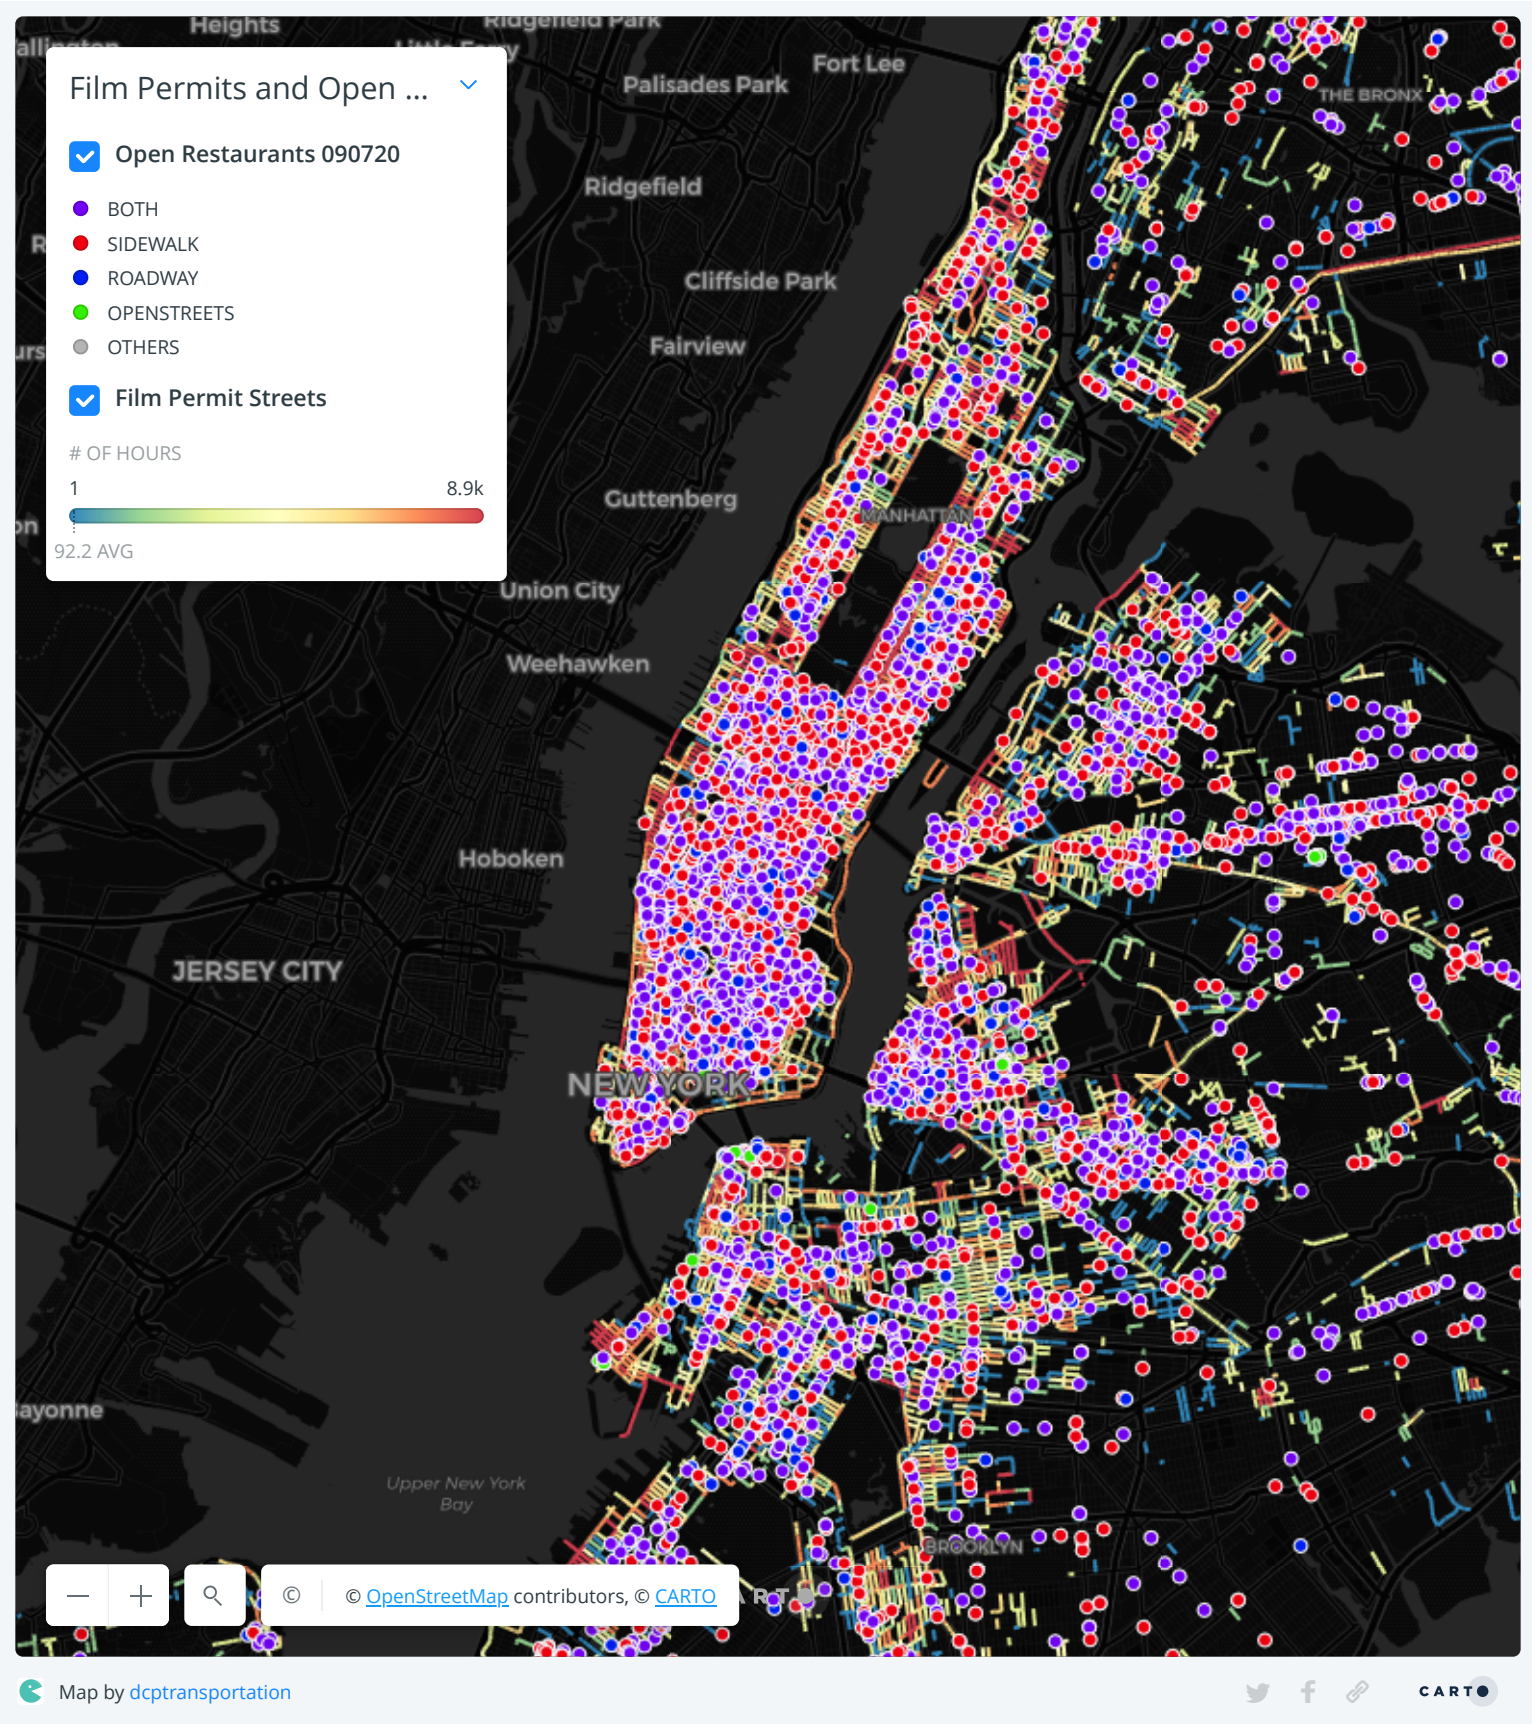 Heights
Ridgefield Park
Fort Lee
Palisades Park
THE BRONX
Film Permits and Open ...
Open Restaurants 090720
BOTH
SIDEWALK
ROADWAY
OPENSTREETS
OTHERS
Film Permit Streets
# OF HOURS
1 8.9k
92.2 AVG
Ridgefield
Cliffside Park
Fairview
Guttenberg
MANHATTAN
Union City
Weehawken
Hoboken
JERSEY CITY
NEW YORK
Upper New York
Bay
BROOKLYN
© © OpenStreetMap contributors, © CARTO
Map by dcptransportation
CARTO